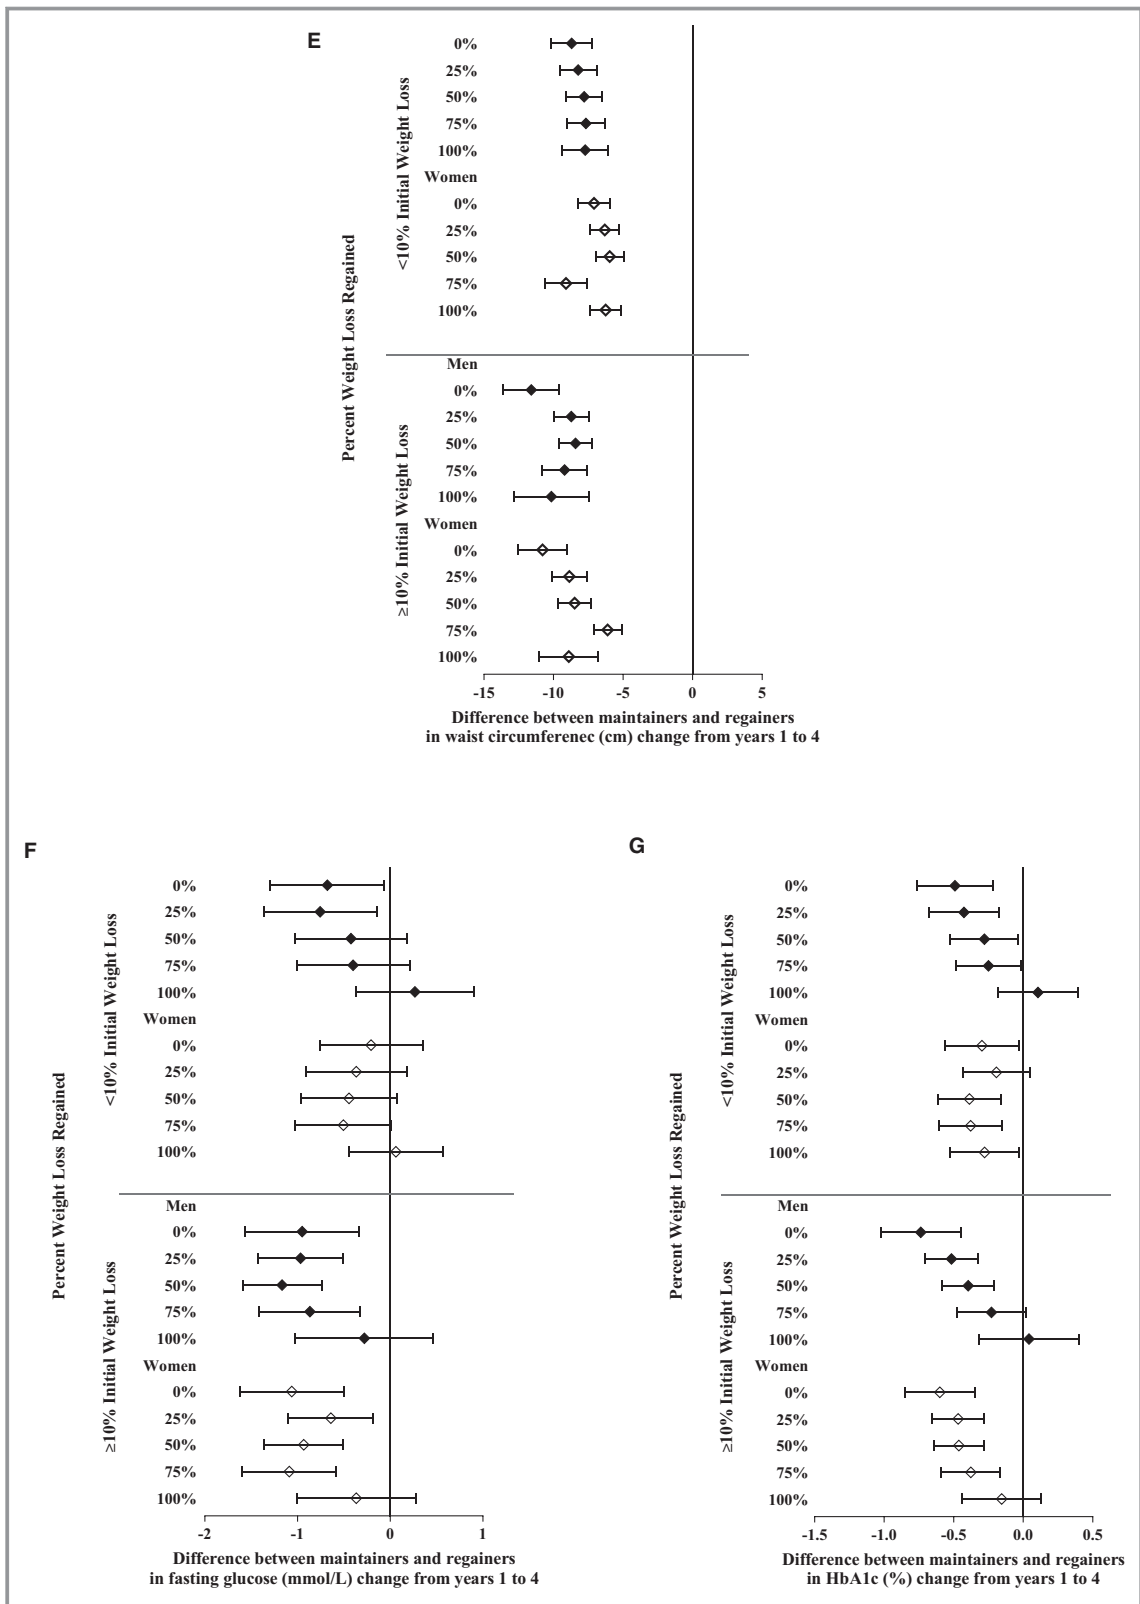 E
0%
25%
50%
75%
100%
Women
0%
25%
50%
75%
100%
<10% Initial Weight Loss
Percent Weight Loss Regained
Men
0%
25%
50%
75%
100%
Women
0%
25%
50%
75%
100%
≥10% Initial Weight Loss
-15 -10 -5 0 5
Difference between maintainers and regainers
in waist circumferenec (cm) change from years 1 to 4
F
0%
25%
50%
75%
100%
Women
0%
25%
50%
75%
100%
<10% Initial Weight Loss
Percent Weight Loss Regained
Men
0%
25%
50%
75%
100%
Women
0%
25%
50%
75%
100%
≥10% Initial Weight Loss
-2 -1 0 1
Difference between maintainers and regainers
in fasting glucose (mmol/L) change from years 1 to 4
G
0%
25%
50%
75%
100%
Women
0%
25%
50%
75%
100%
<10% Initial Weight Loss
Percent Weight Loss Regained
Men
0%
25%
50%
75%
100%
Women
0%
25%
50%
75%
100%
≥10% Initial Weight Loss
-1.5 -1.0 -0.5 0.0 0.5
Difference between maintainers and regainers
in HbA1c (%) change from years 1 to 4